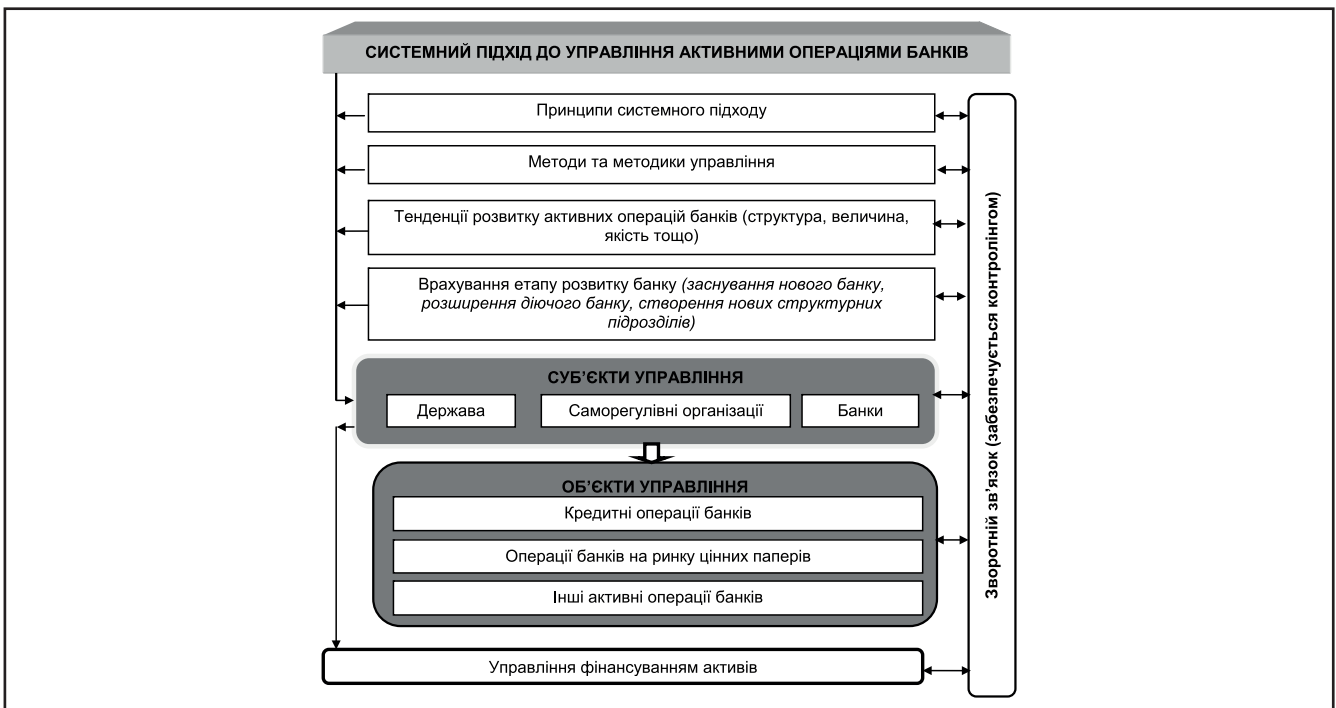 СИСТЕМНИЙ ПІДХІД ДО УПРАВЛІННЯ АКТИВНИМИ ОПЕРАЦІЯМИ БАНКІВ
Принципи системного підходу
Методи та методики управління
Тенденції розвитку активних операцій банків (структура, величина,
якість тощо)
Врахування етапу розвитку банку (заснування нового банку,
розширення діючого банку, створення нових структурних
підрозділів)
СУБ’ЄКТИ УПРАВЛІННЯ
Держава
Саморегулівні організації
Банки
ОБ’ЄКТИ УПРАВЛІННЯ
Кредитні операції банків
Операції банків на ринку цінних паперів
Інші активні операції банків
Управління фінансуванням активів
Зворотній зв’язок (забезпечується контролінгом)